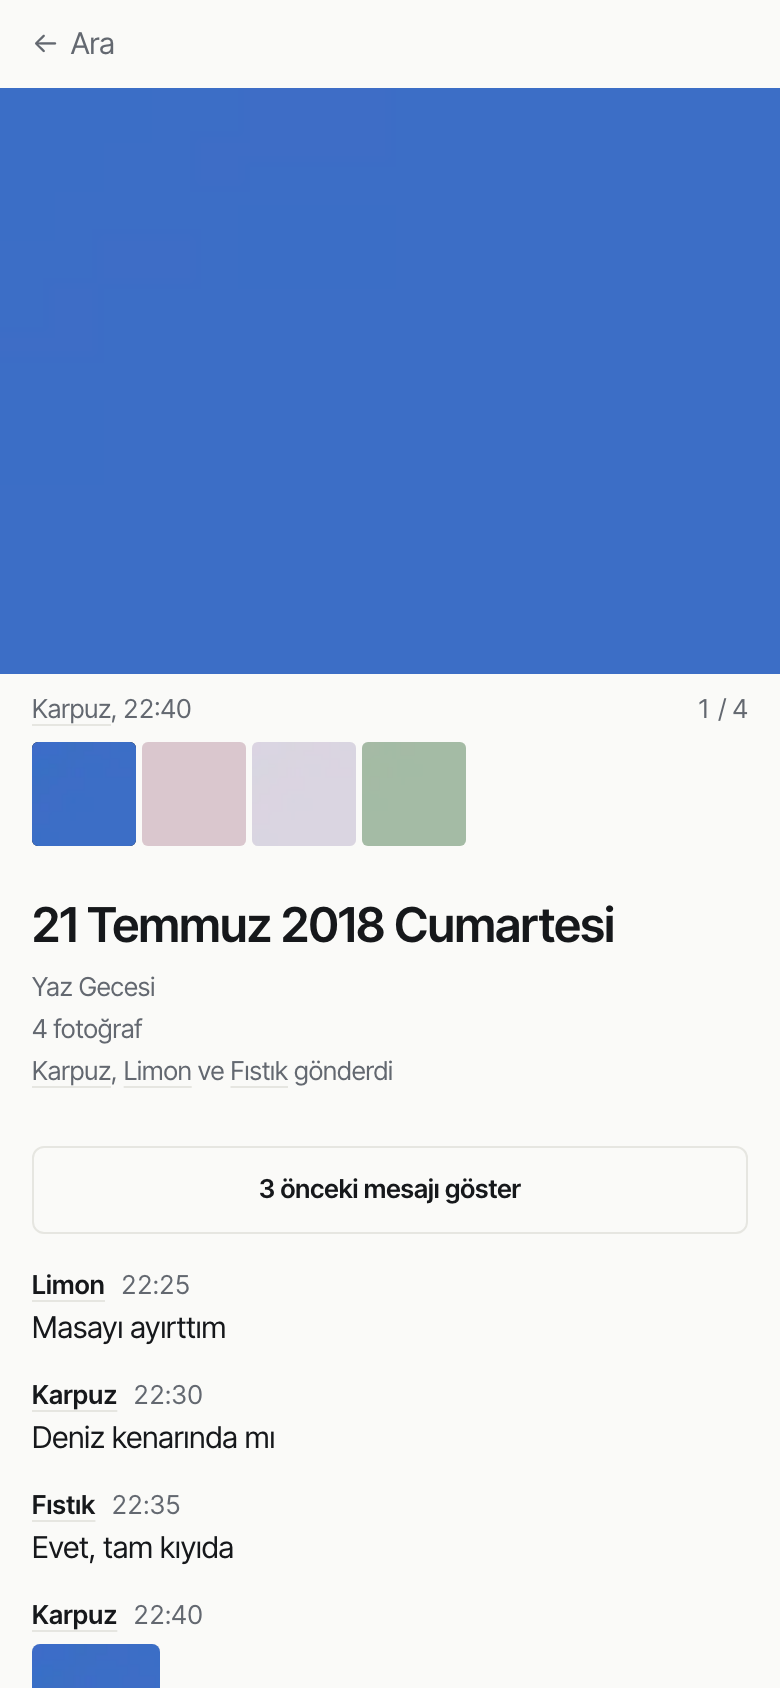 ← Ara
Karpuz, 22:40
1 / 4
21 Temmuz 2018 Cumartesi
Yaz Gecesi
4 fotoğraf
Karpuz, Limon ve Fıstık gönderdi
3 önceki mesajı göster
Limon 22:25
Masayı ayırttım
Karpuz 22:30
Deniz kenarında mı
Fıstık 22:35
Evet, tam kıyıda
Karpuz 22:40